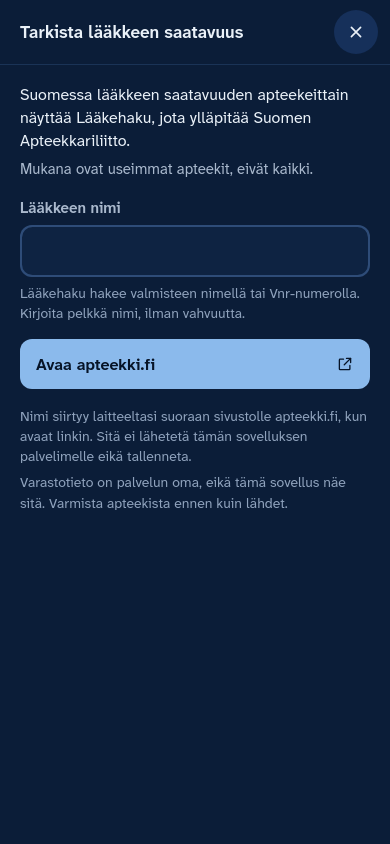 Tarkista lääkkeen saatavuus
Suomessa lääkkeen saatavuuden apteekeittain
näyttää Lääkehaku, jota ylläpitää Suomen
Apteekkariliitto.
Mukana ovat useimmat apteekit, eivät kaikki.
Lääkkeen nimi
Lääkehaku hakee valmisteen nimellä tai Vnr-numerolla.
Kirjoita pelkkä nimi, ilman vahvuutta.
Avaa apteekki.fi
Nimi siirtyy laitteeltasi suoraan sivustolle apteekki.fi, kun
avaat linkin. Sitä ei lähetetä tämän sovelluksen
palvelimelle eikä tallenneta.
Varastotieto on palvelun oma, eikä tämä sovellus näe
sitä. Varmista apteekista ennen kuin lähdet.